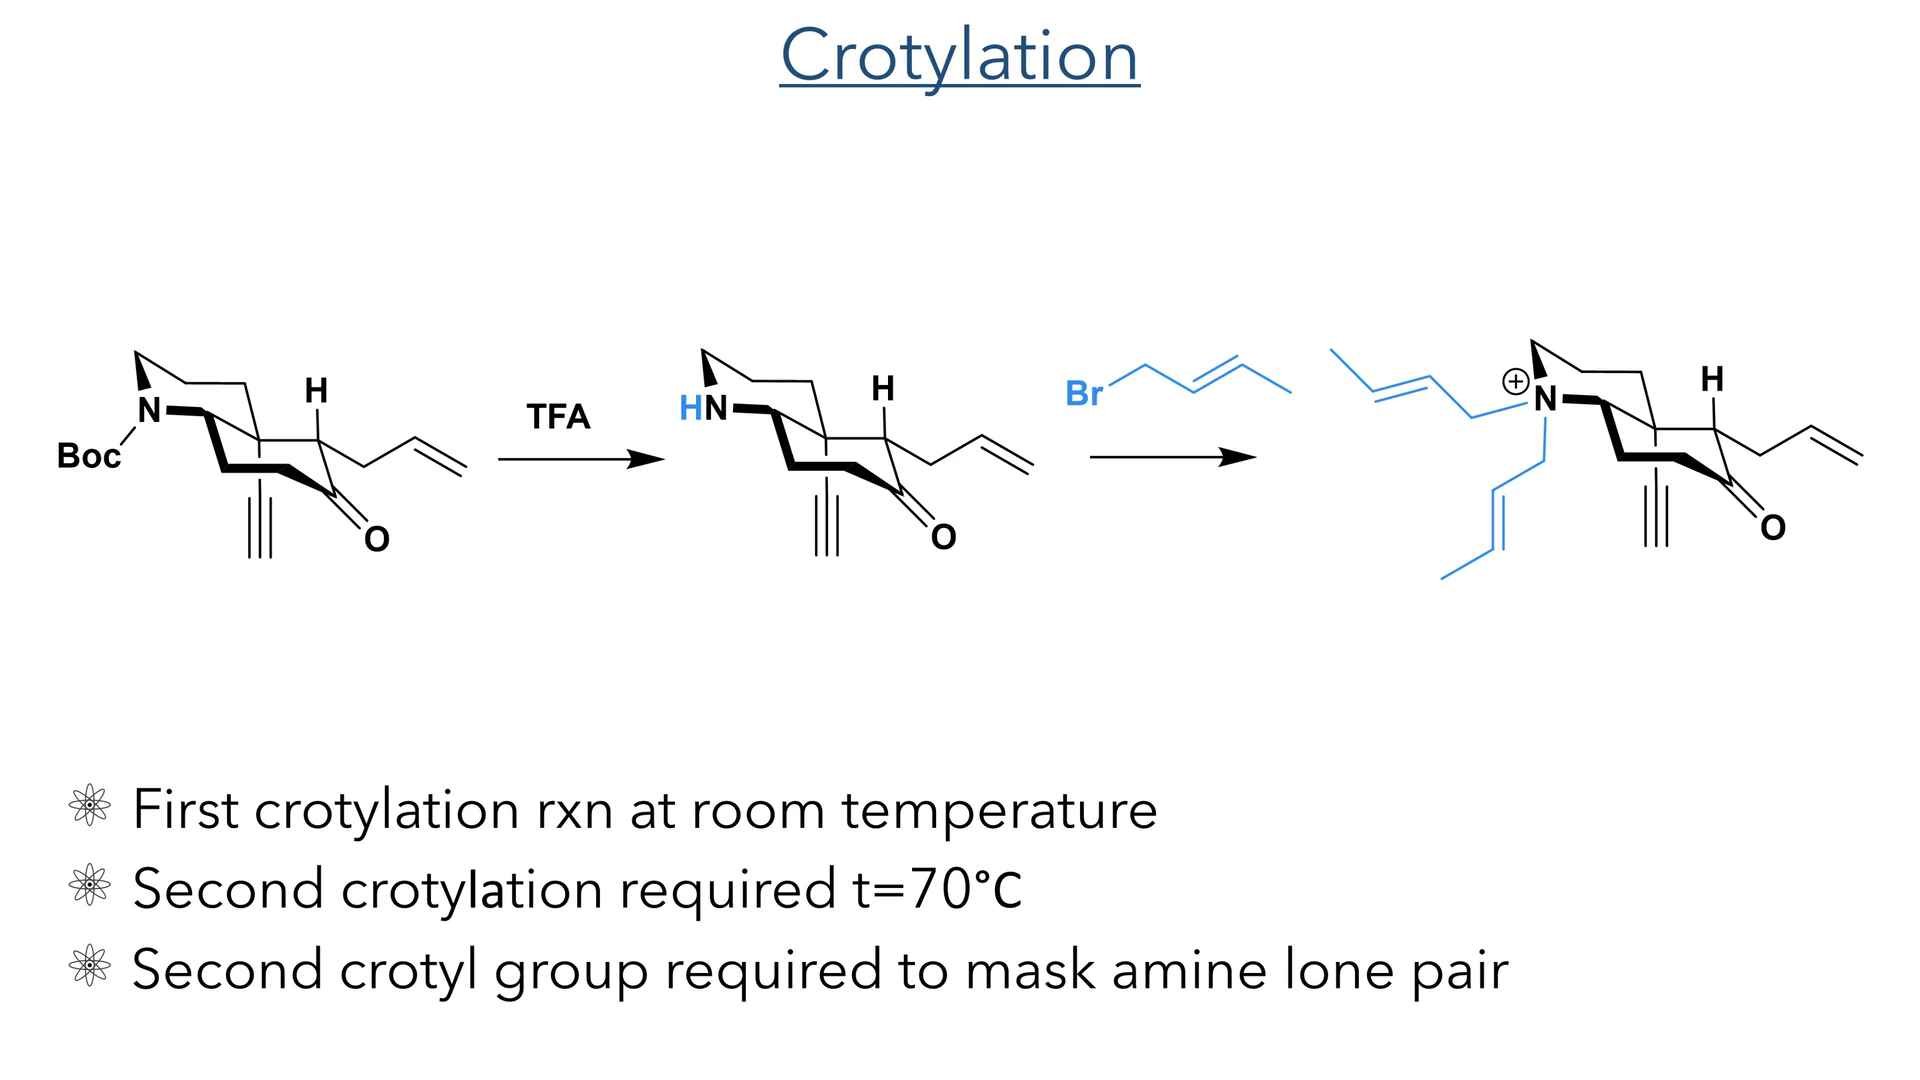 Crotylation
N
Boc
H
O
TFA
HN
H
O
Br
⊕
N
H
O
First crotylation rxn at room temperature
Second crotylation required t=70°C
Second crotyl group required to mask amine lone pair